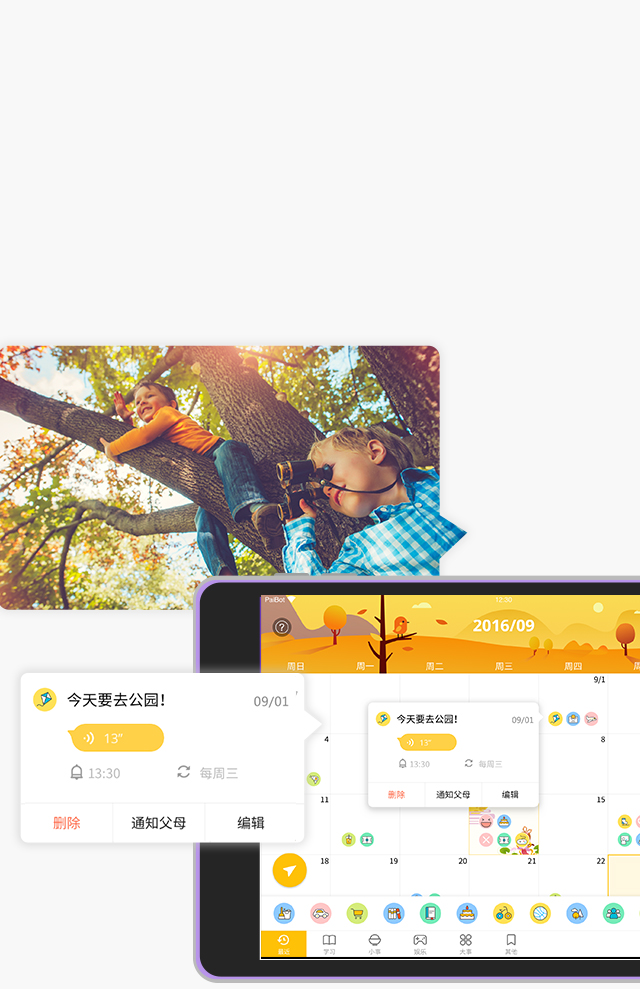 PaiBot
12:30
2016/09
周日 周一 周二 周三 周四
9/1
今天要去公园!
09/01
13"
13:30
每周三
删除
通知父母
编辑
今天要去公园!
09/01
13"
13:30
每周三
删除
通知父母
编辑
4
8
11
15
18
19
20
21
22
最近
学习
小事
娱乐
大事
其他